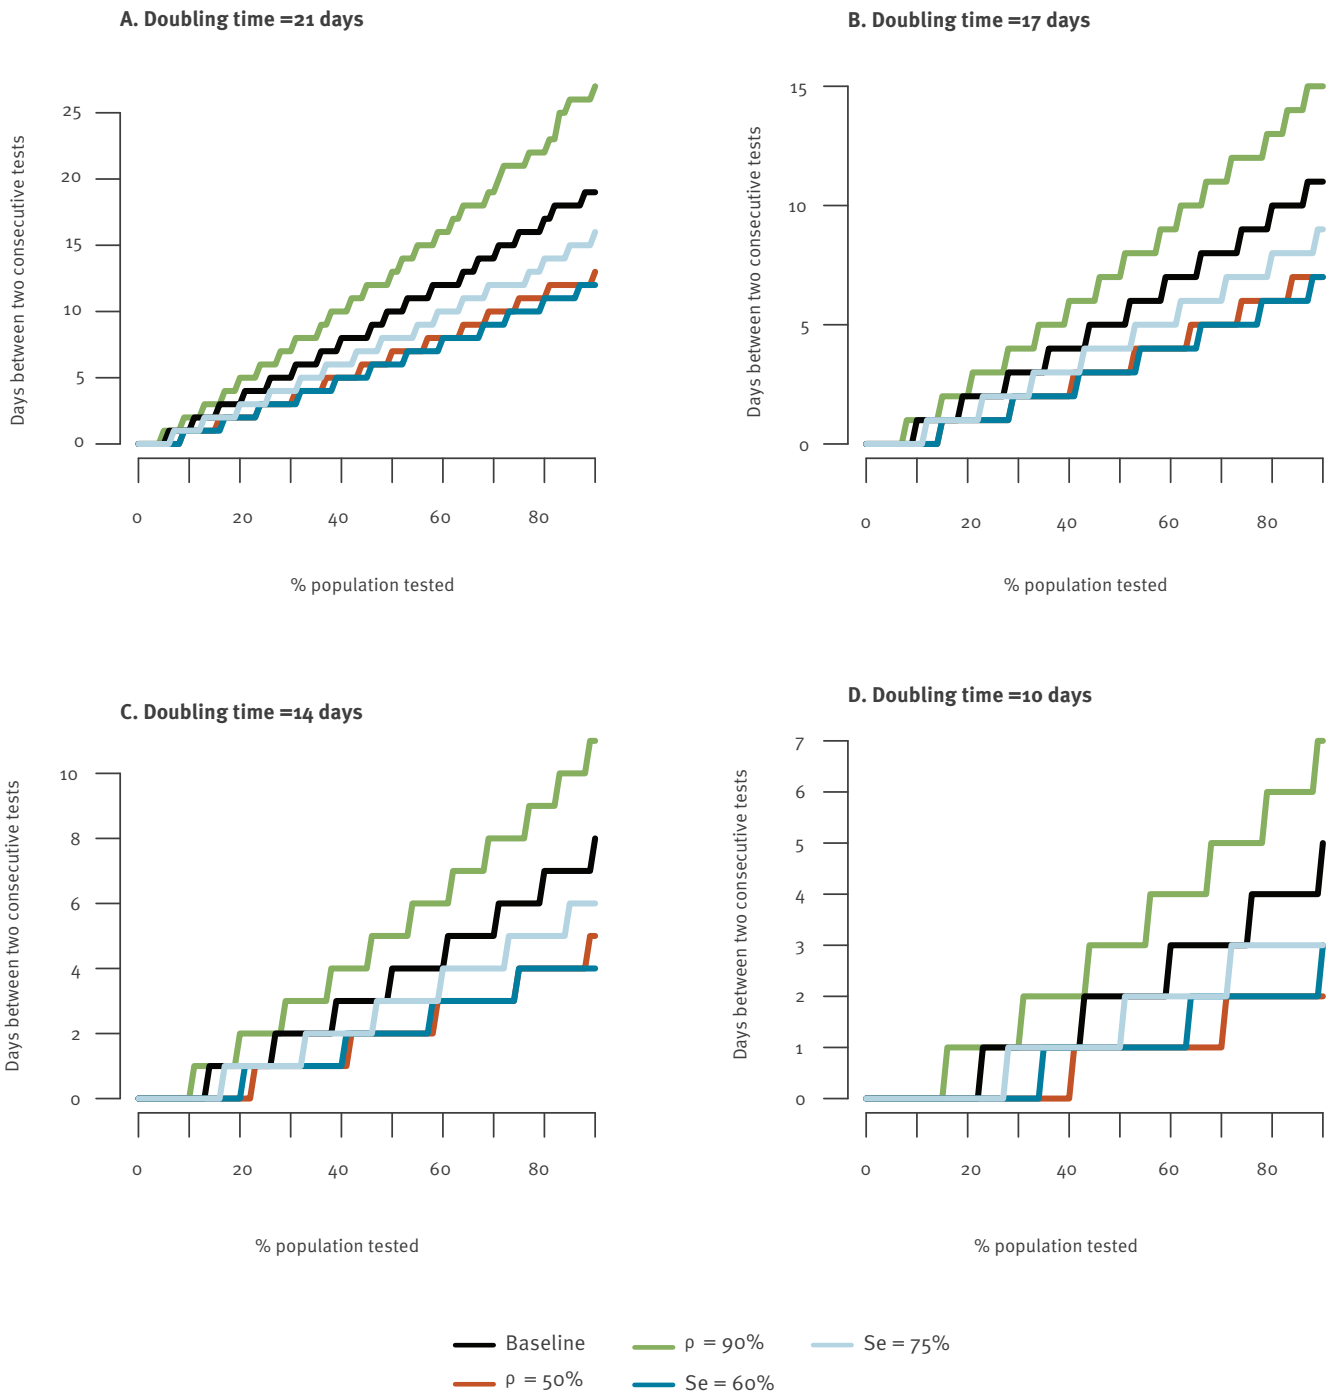 A. Doubling time =21 days
B. Doubling time =17 days
Days between two consecutive tests
25
20
15
10
5
0
0 20 40 60 80
% population tested
Days between two consecutive tests
15
10
5
0
0 20 40 60 80
% population tested
C. Doubling time =14 days
D. Doubling time =10 days
Days between two consecutive tests
10
8
6
4
2
0
0 20 40 60 80
% population tested
Days between two consecutive tests
7
6
5
4
3
2
1
0
0 20 40 60 80
% population tested
Baseline ρ = 90% Se = 75%
ρ = 50% Se = 60%